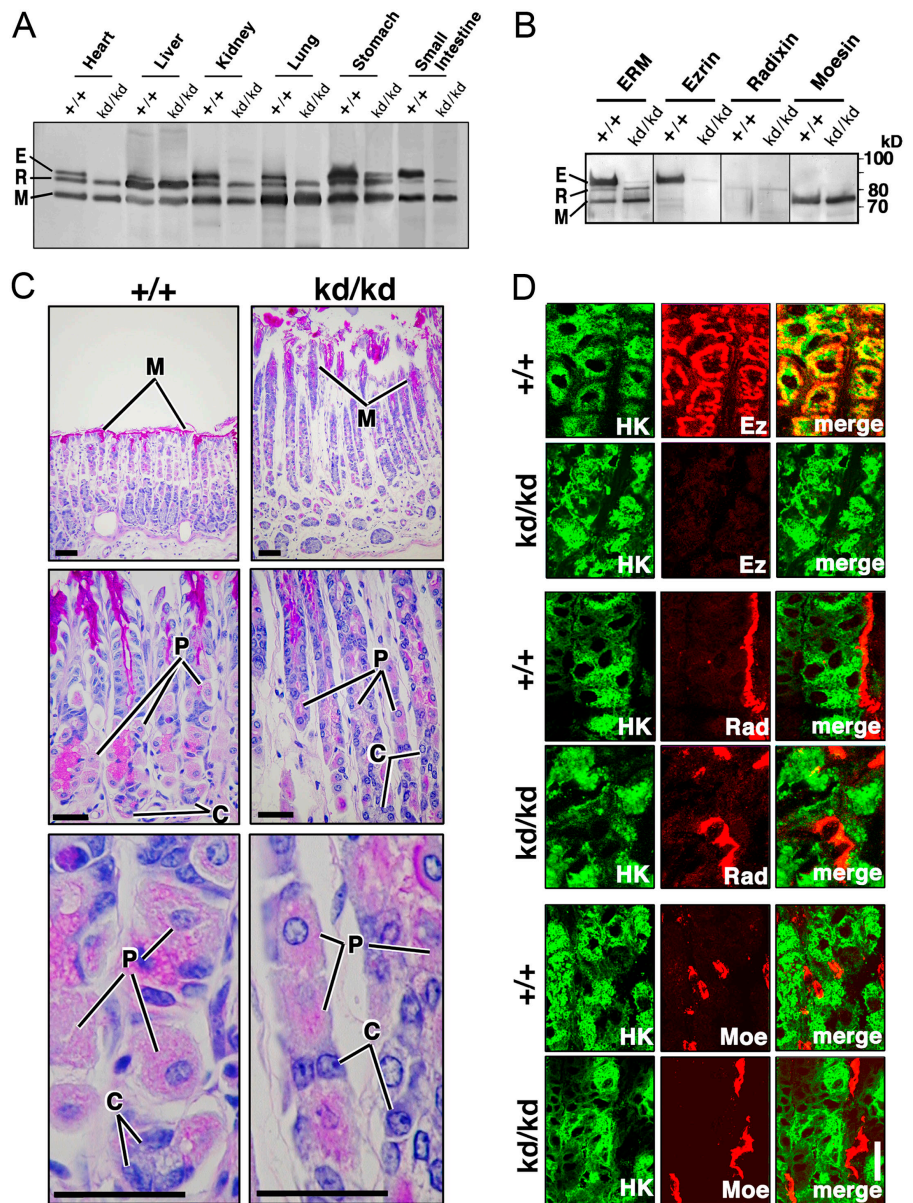 A
Heart
Liver
Kidney
Lung
Stomach
Small Intestine
+/+ kd/kd +/+ kd/kd +/+ kd/kd +/+ kd/kd +/+ kd/kd +/+ kd/kd
E
R
M
B
ERM
Ezrin
Radixin
Moesin
+/+ kd/kd +/+ kd/kd +/+ kd/kd +/+ kd/kd
kD
100
E
R
M
80
70
C
+/+ kd/kd
M
M
P
C
P
C
P
C
P
C
D
+/+
HK Ez merge
kd/kd
HK Ez merge
+/+
HK Rad merge
kd/kd
HK Rad merge
+/+
HK Moe merge
kd/kd
HK Moe merge